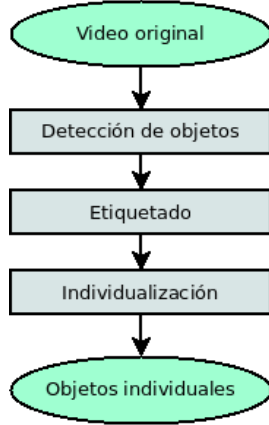 Video original
Detección de objetos
Etiquetado
Individualización
Objetos individuales